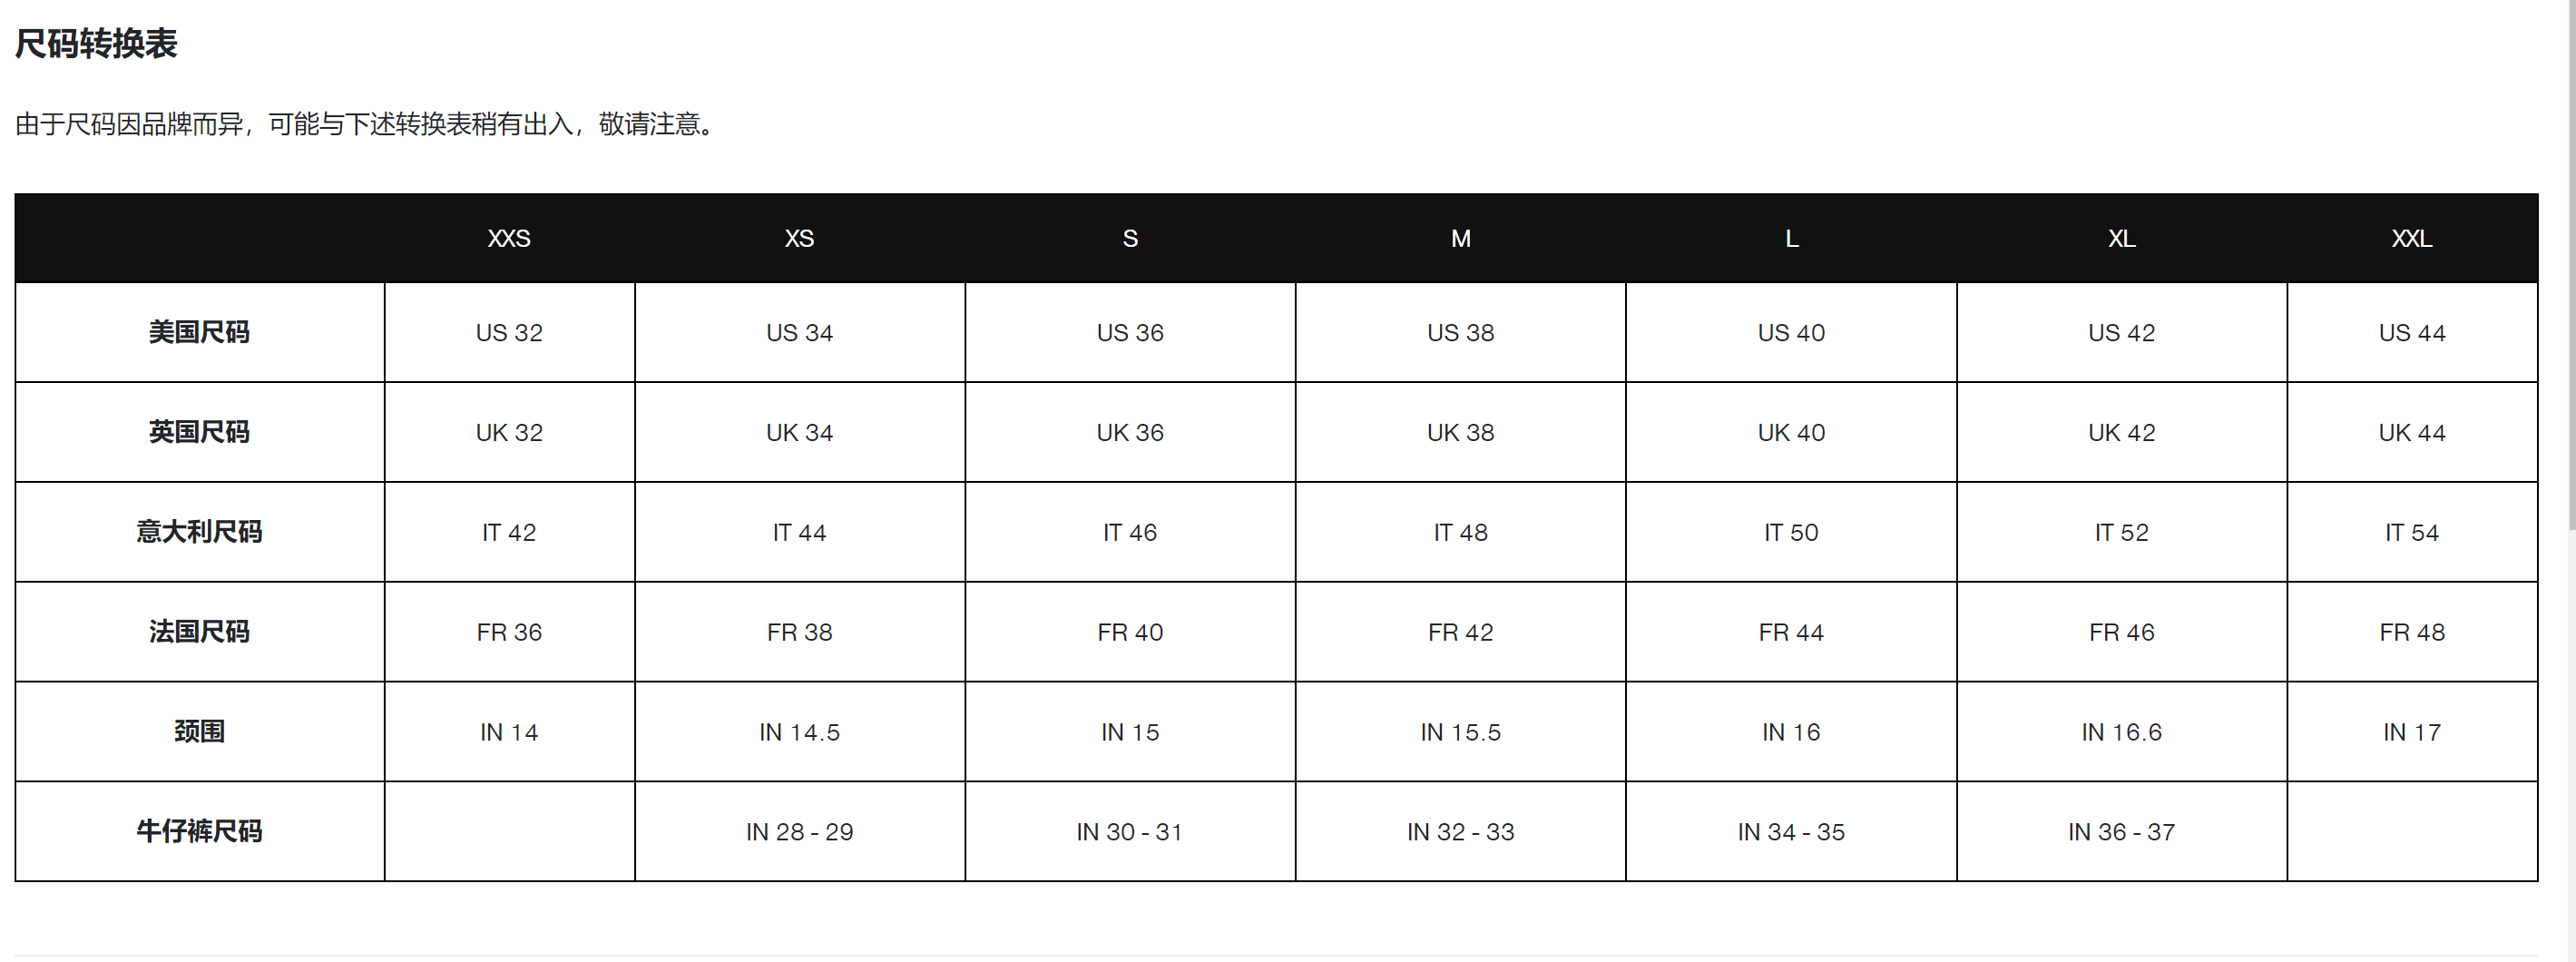 尺码转换表
由于尺码因品牌而异，可能与下述转换表稍有出入，敬请注意。
XXS XS S M L XL XXL
美国尺码 US 32 US 34 US 36 US 38 US 40 US 42 US 44
英国尺码 UK 32 UK 34 UK 36 UK 38 UK 40 UK 42 UK 44
意大利尺码 IT 42 IT 44 IT 46 IT 48 IT 50 IT 52 IT 54
法国尺码 FR 36 FR 38 FR 40 FR 42 FR 44 FR 46 FR 48
颈围 IN 14 IN 14.5 IN 15 IN 15.5 IN 16 IN 16.6 IN 17
牛仔裤尺码 IN 28 - 29 IN 30 - 31 IN 32 - 33 IN 34 - 35 IN 36 - 37